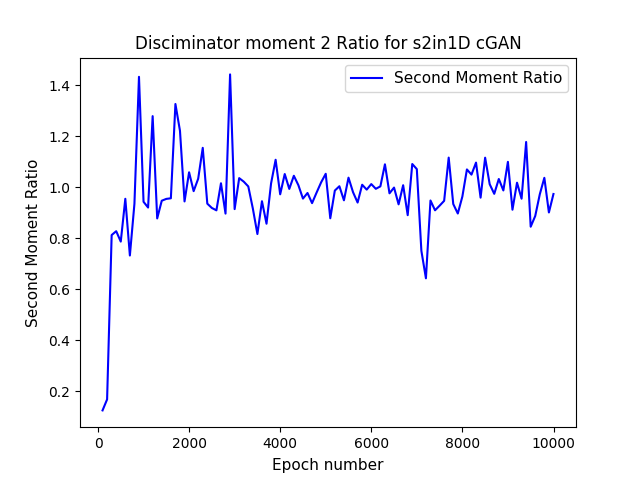 Disciminator moment 2 Ratio for s2in1D cGAN
Second Moment Ratio
1.4
1.2
1.0
0.8
0.6
0.4
0.2
Second Moment Ratio
0 2000 4000 6000 8000 10000
Epoch number